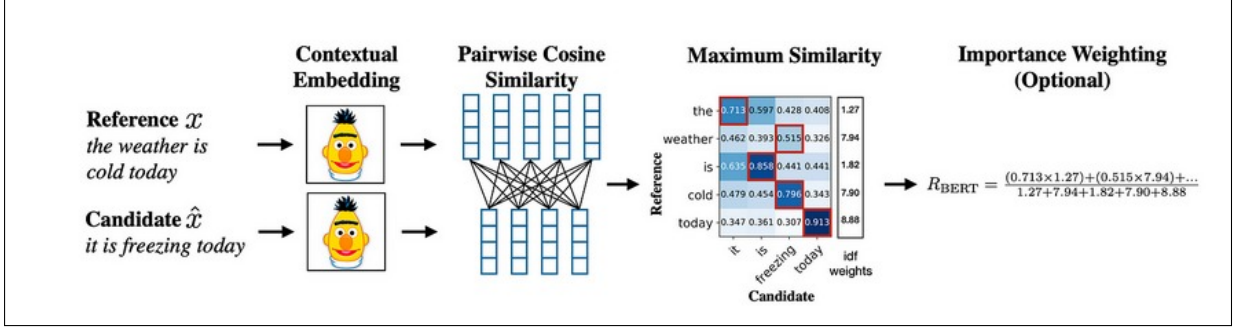 Contextual
Embedding
Pairwise Cosine
Similarity
Maximum Similarity
Importance Weighting
(Optional)
Reference x
the weather is
cold today
Candidate x̂
it is freezing today
Reference
the 0.713 0.597 0.428 0.408 1.27
weather 0.462 0.393 0.515 0.326 7.94
is 0.635 0.858 0.441 0.441 1.82
cold 0.479 0.454 0.796 0.343 7.90
today 0.347 0.361 0.307 0.913 8.88
it is freezing today
idf
weights
Candidate
R_BERT = (0.713×1.27)+(0.515×7.94)+...
1.27+7.94+1.82+7.90+8.88